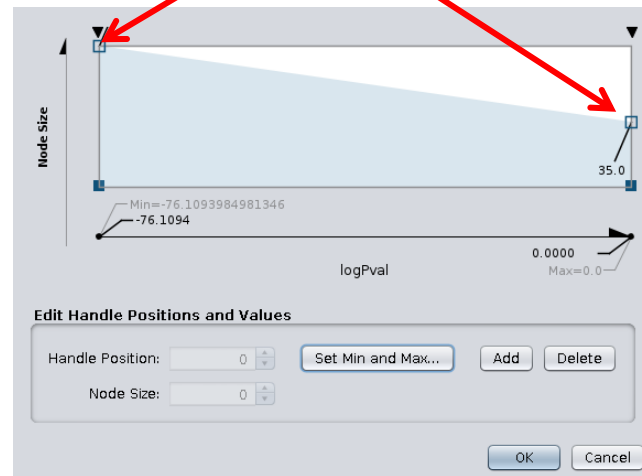 Node Size
35.0
Min=-76.1093984981346
-76.1094
0.0000
logPval
Max=0.0
Edit Handle Positions and Values
Handle Position: 0 Set Min and Max... Add Delete
Node Size: 0
OK Cancel